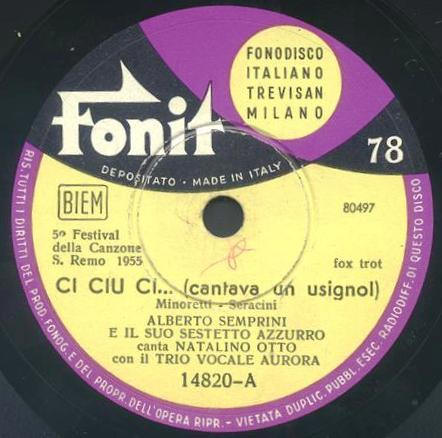 FONODISCO
ITALIANO
TREVISAN
MILANO
Fonit
78
DEPOSITATO · MADE IN ITALY
BIEM
80497
5º Festival
della Canzone
S. Remo 1955
fox trot
CI CIU CI... (cantava un usignol)
Minoretti - Seracini
ALBERTO SEMPRINI
E IL SUO SESTETTO AZZURRO
canta NATALINO OTTO
con il TRIO VOCALE AURORA
14820-A
RIS. TUTTI I DIRITTI DEL PROD. FONOG. E DEL PROPR. DELL'OPERA RIPR. - VIETATA DUPLIC. PUBBL. ESEC. RADIODIFF. DI QUESTO DISCO